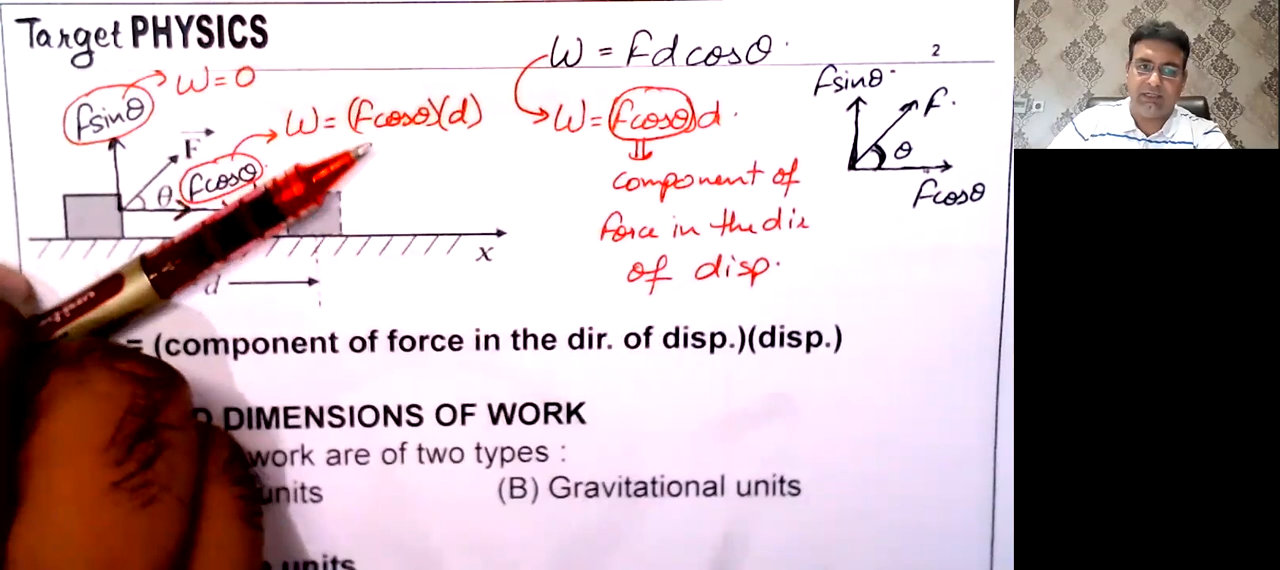 Target PHYSICS
2
W = Fd cosθ
Fsinθ → W = 0
W = (Fcosθ)(d)
W = (Fcosθ)d
F
θ
Fcosθ
component of
force in the dir
of disp.
Fsinθ
F
θ
Fcosθ
x
d
= (component of force in the dir. of disp.)(disp.)
DIMENSIONS OF WORK
work are of two types :
units (B) Gravitational units
units